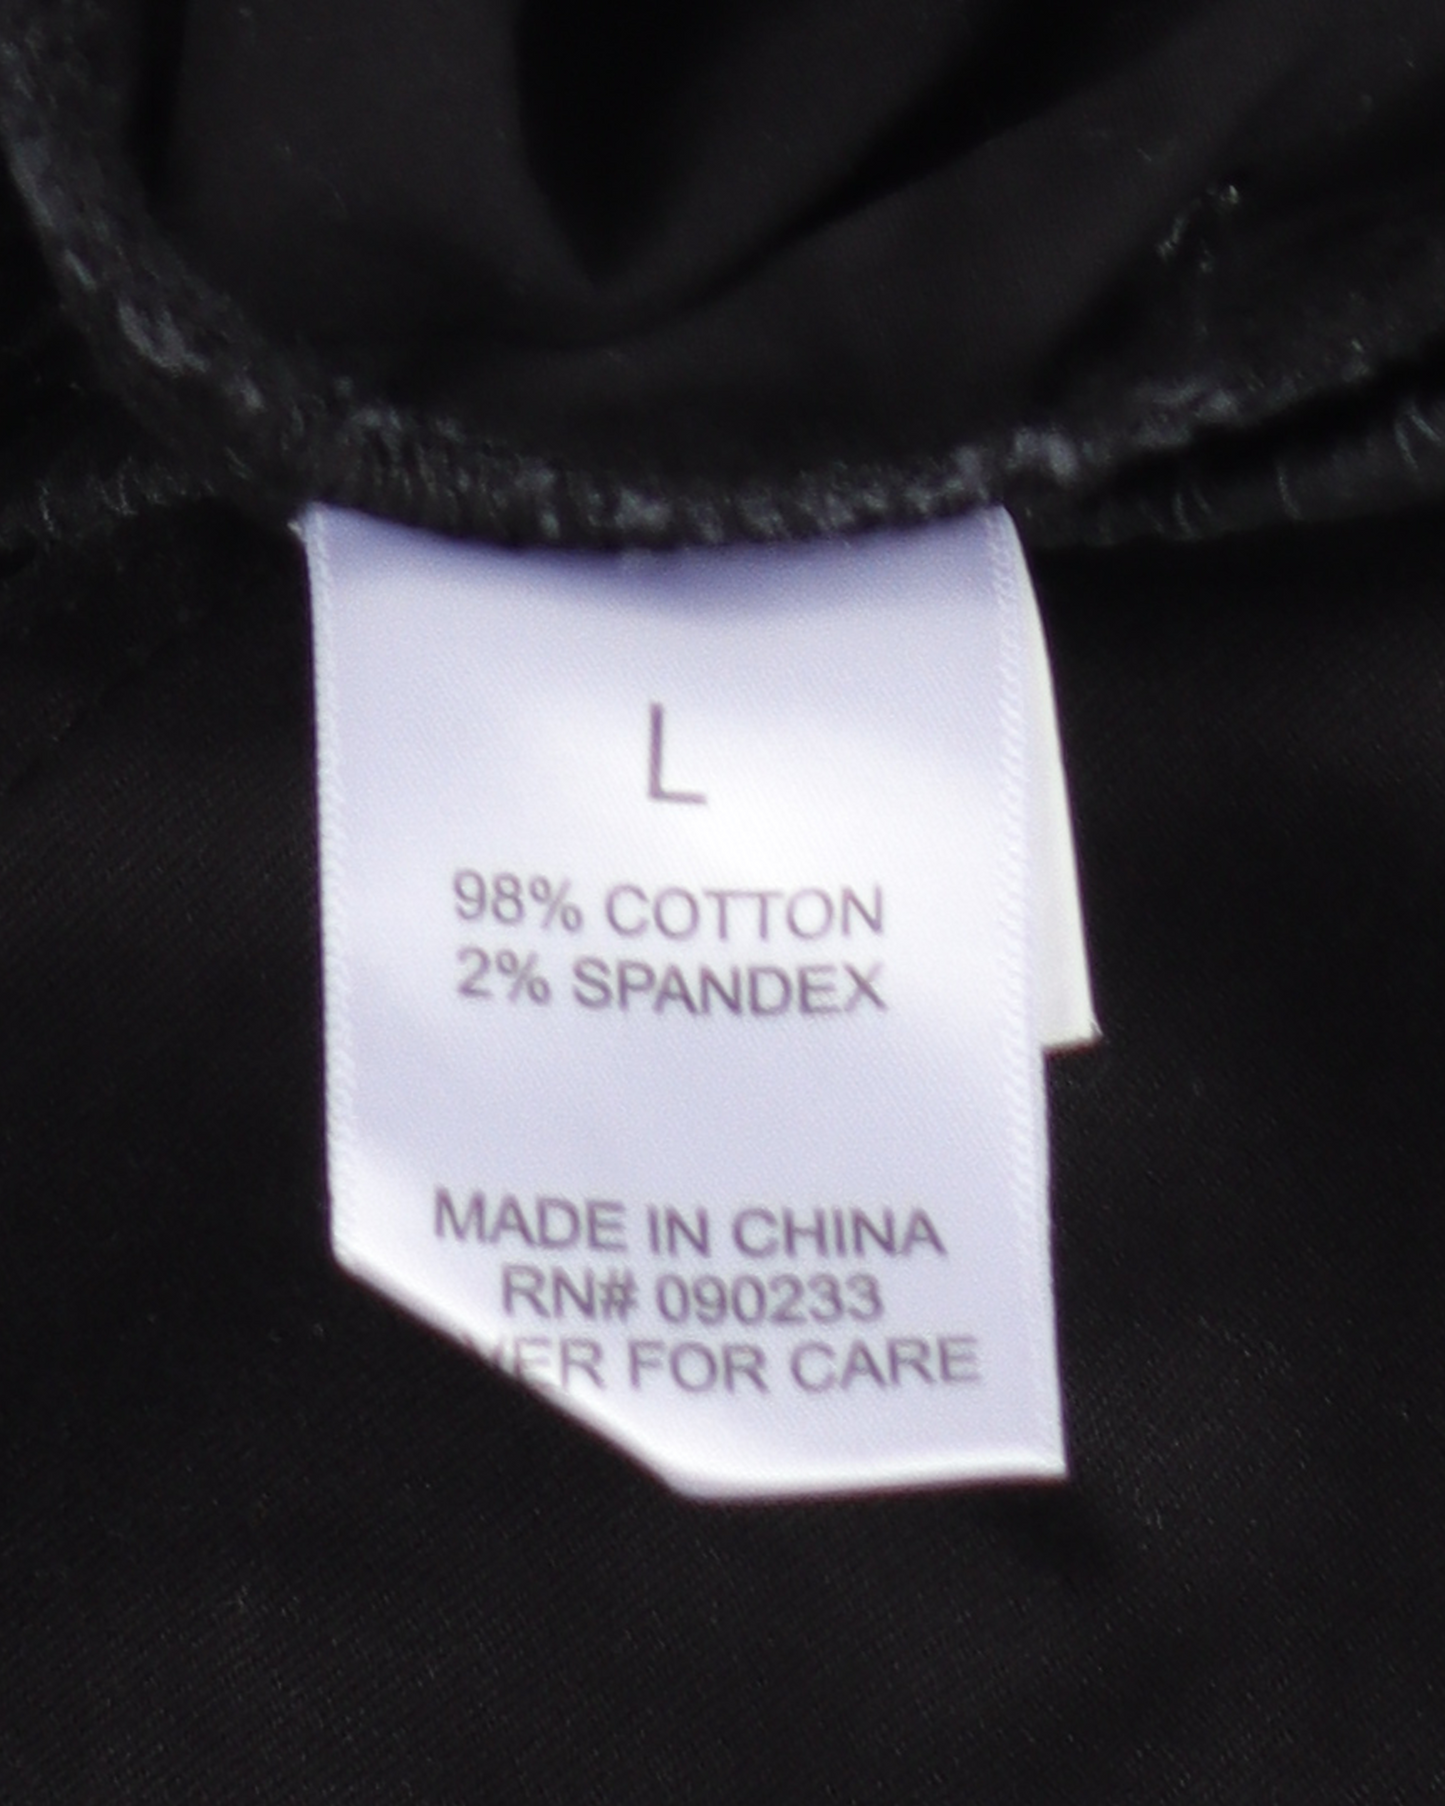 L
98% COTTON
2% SPANDEX
MADE IN CHINA
RN# 090233
FOR CARE